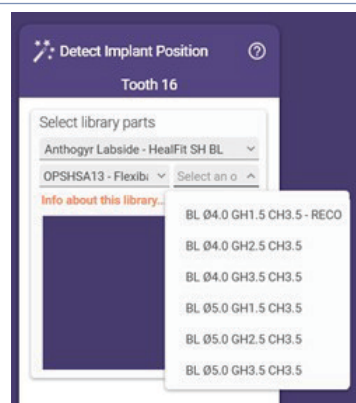 Detect Implant Position
Tooth 16
Select library parts
Anthogyr Labside - HealFit SH BL
OPSHSA13 - Flexiba Select an o
Info about this library...
BL Ø4.0 GH1.5 CH3.5 - RECO
BL Ø4.0 GH2.5 CH3.5
BL Ø4.0 GH3.5 CH3.5
BL Ø5.0 GH1.5 CH3.5
BL Ø5.0 GH2.5 CH3.5
BL Ø5.0 GH3.5 CH3.5